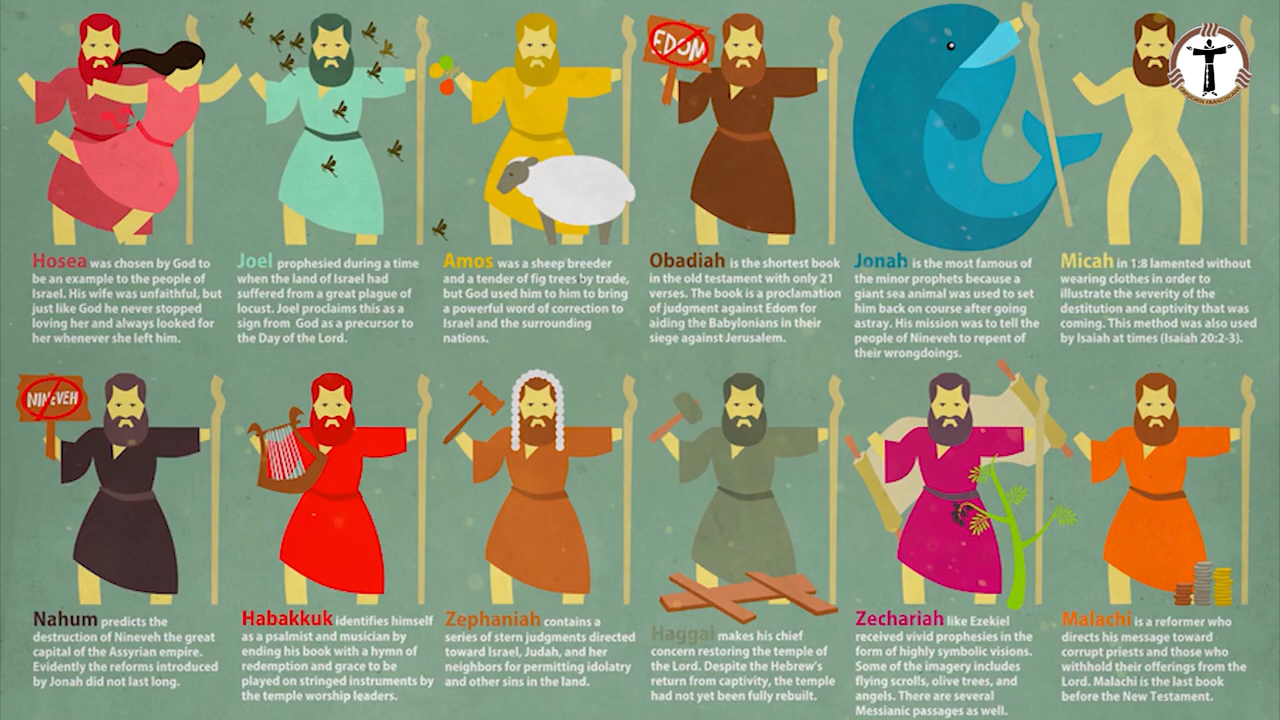 EDOM
Hosea was chosen by God to
be an example to the people of
Israel. His wife was unfaithful, but
just like God he never stopped
loving her and always looked for
her whenever she left him.
Joel prophesied during a time
when the land of Israel had
suffered from a great plague of
locust. Joel proclaims this as a
sign from God as a precursor to
the Day of the Lord.
Amos was a sheep breeder
and a tender of fig trees by trade,
but God used him to him to bring
a powerful word of correction to
Israel and the surrounding
nations.
Obadiah is the shortest book
in the old testament with only 21
verses. The book is a proclamation
of judgment against Edom for
aiding the Babylonians in their
siege against Jerusalem.
Jonah is the most famous of
the minor prophets because a
giant sea animal was used to set
him back on course after going
astray. His mission was to tell the
people of Nineveh to repent of
their wrongdoings.
Micah in 1:8 lamented without
wearing clothes in order to
illustrate the severity of the
destitution and captivity that was
coming. This method was also used
by Isaiah at times (Isaiah 20:2-3).
NINEVEH
Nahum predicts the
destruction of Nineveh the great
capital of the Assyrian empire.
Evidently the reforms introduced
by Jonah did not last long.
Habakkuk identifies himself
as a psalmist and musician by
ending his book with a hymn of
redemption and grace to be
played on stringed instruments by
the temple worship leaders.
Zephaniah contains a
series of stern judgments directed
toward Israel, Judah, and her
neighbors for permitting idolatry
and other sins in the land.
Haggai makes his chief
concern restoring the temple of
the Lord. Despite the Hebrew's
return from captivity, the temple
had not yet been fully rebuilt.
Zechariah like Ezekiel
received vivid prophesies in the
form of highly symbolic visions.
Some of the imagery includes
flying scrolls, olive trees, and
angels. There are several
Messianic passages as well.
Malachi is a reformer who
directs his message toward
corrupt priests and those who
withhold their offerings from the
Lord. Malachi is the last book
before the New Testament.